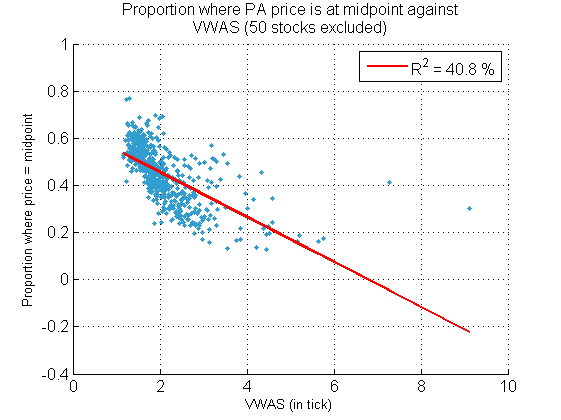 Proportion where PA price is at midpoint against
VWAS (50 stocks excluded)
R² = 40.8 %
Proportion where price = midpoint
1
0.8
0.6
0.4
0.2
0
-0.2
-0.4
0 2 4 6 8 10
VWAS (in tick)